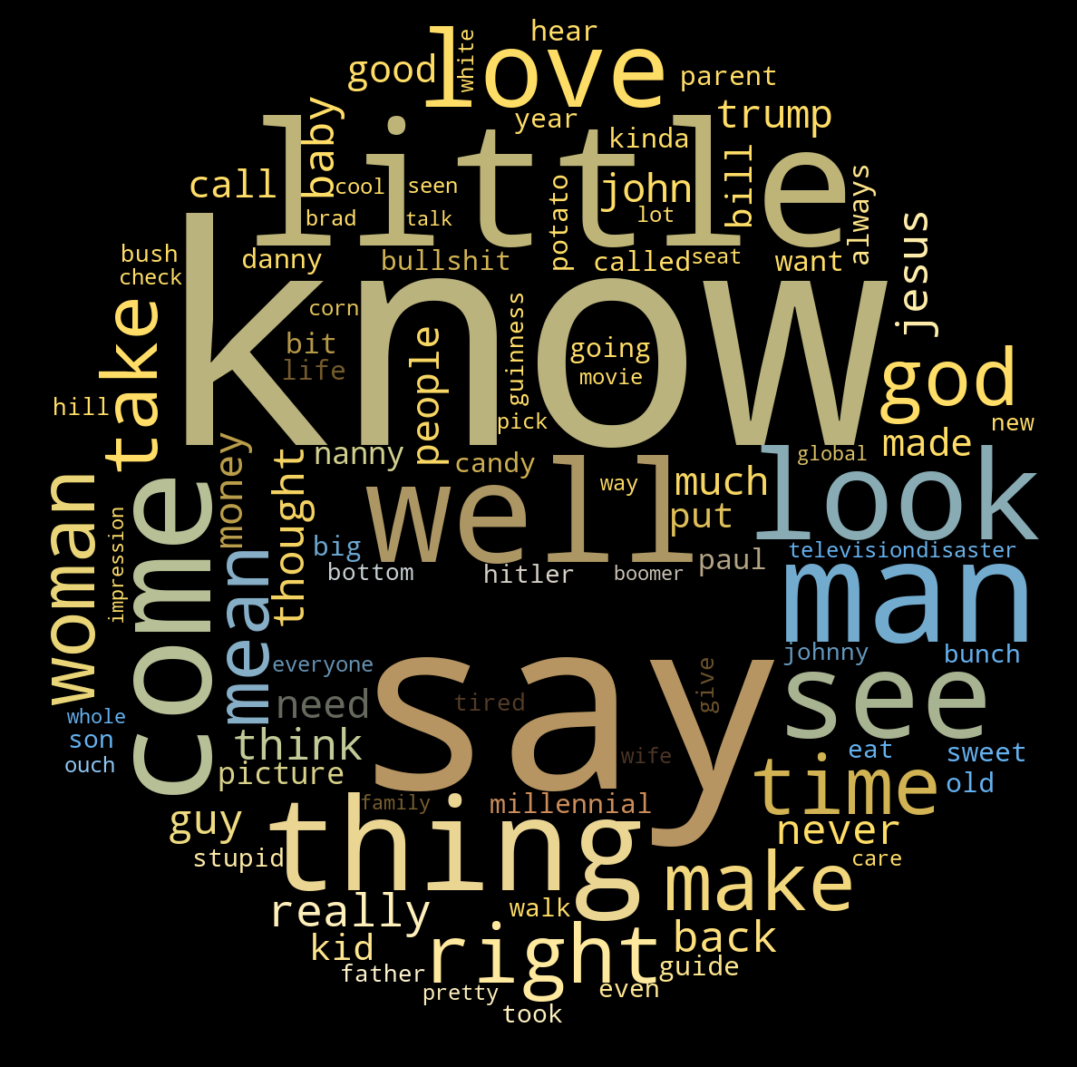 hear
love
white
good
parent
year
trump
little
baby
kinda
call
cool
seen
potato
john
bill
always
brad
talk
lot
jesus
know
bush
check
danny
bullshit
called
seat
want
take
corn
bit
life
people
guinness
going
movie
god
hill
pick
new
made
nanny
candy
global
look
woman
come
money
thought
well
way
much
put
impression
big
bottom
hitler
boomer
paul
televisiondisaster
man
mean
say
johnny
bunch
everyone
give
see
need
tired
whole
son
ouch
think
picture
wife
eat
sweet
old
time
family
millennial
thing
guy
never
stupid
care
make
really
walk
right
back
kid
father
guide
pretty
even
took